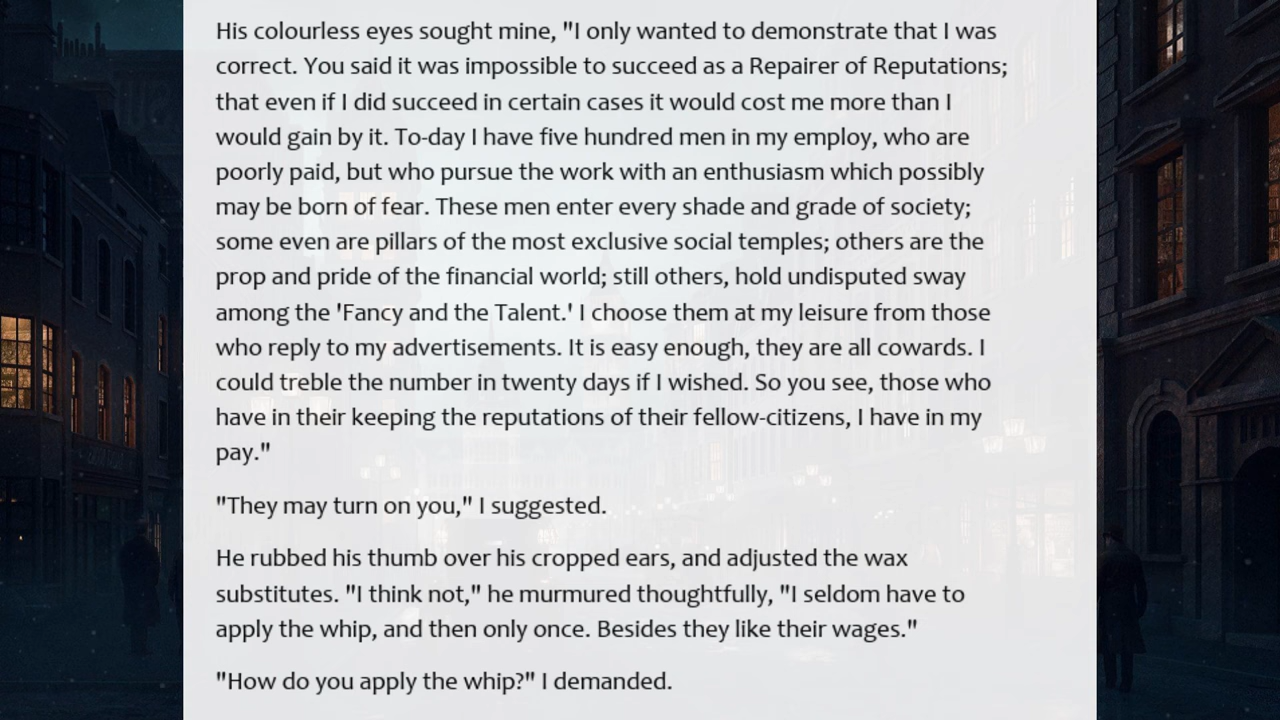 His colourless eyes sought mine, "I only wanted to demonstrate that I was
correct. You said it was impossible to succeed as a Repairer of Reputations;
that even if I did succeed in certain cases it would cost me more than I
would gain by it. To-day I have five hundred men in my employ, who are
poorly paid, but who pursue the work with an enthusiasm which possibly
may be born of fear. These men enter every shade and grade of society;
some even are pillars of the most exclusive social temples; others are the
prop and pride of the financial world; still others, hold undisputed sway
among the 'Fancy and the Talent.' I choose them at my leisure from those
who reply to my advertisements. It is easy enough, they are all cowards. I
could treble the number in twenty days if I wished. So you see, those who
have in their keeping the reputations of their fellow-citizens, I have in my
pay."
"They may turn on you," I suggested.
He rubbed his thumb over his cropped ears, and adjusted the wax
substitutes. "I think not," he murmured thoughtfully, "I seldom have to
apply the whip, and then only once. Besides they like their wages."
"How do you apply the whip?" I demanded.